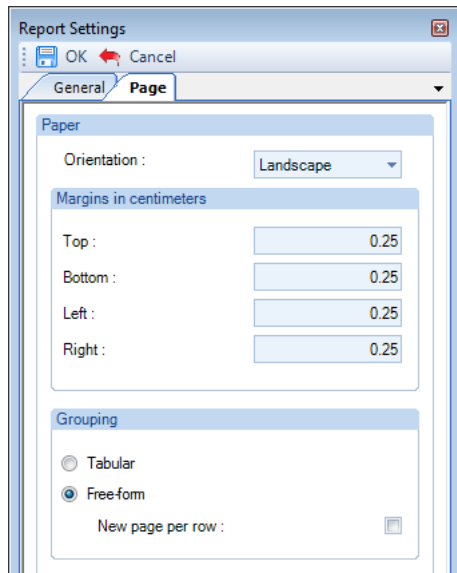 Report Settings
OK Cancel
General Page
Paper
Orientation : Landscape
Margins in centimeters
Top : 0.25
Bottom : 0.25
Left : 0.25
Right : 0.25
Grouping
Tabular
Free-form
New page per row :